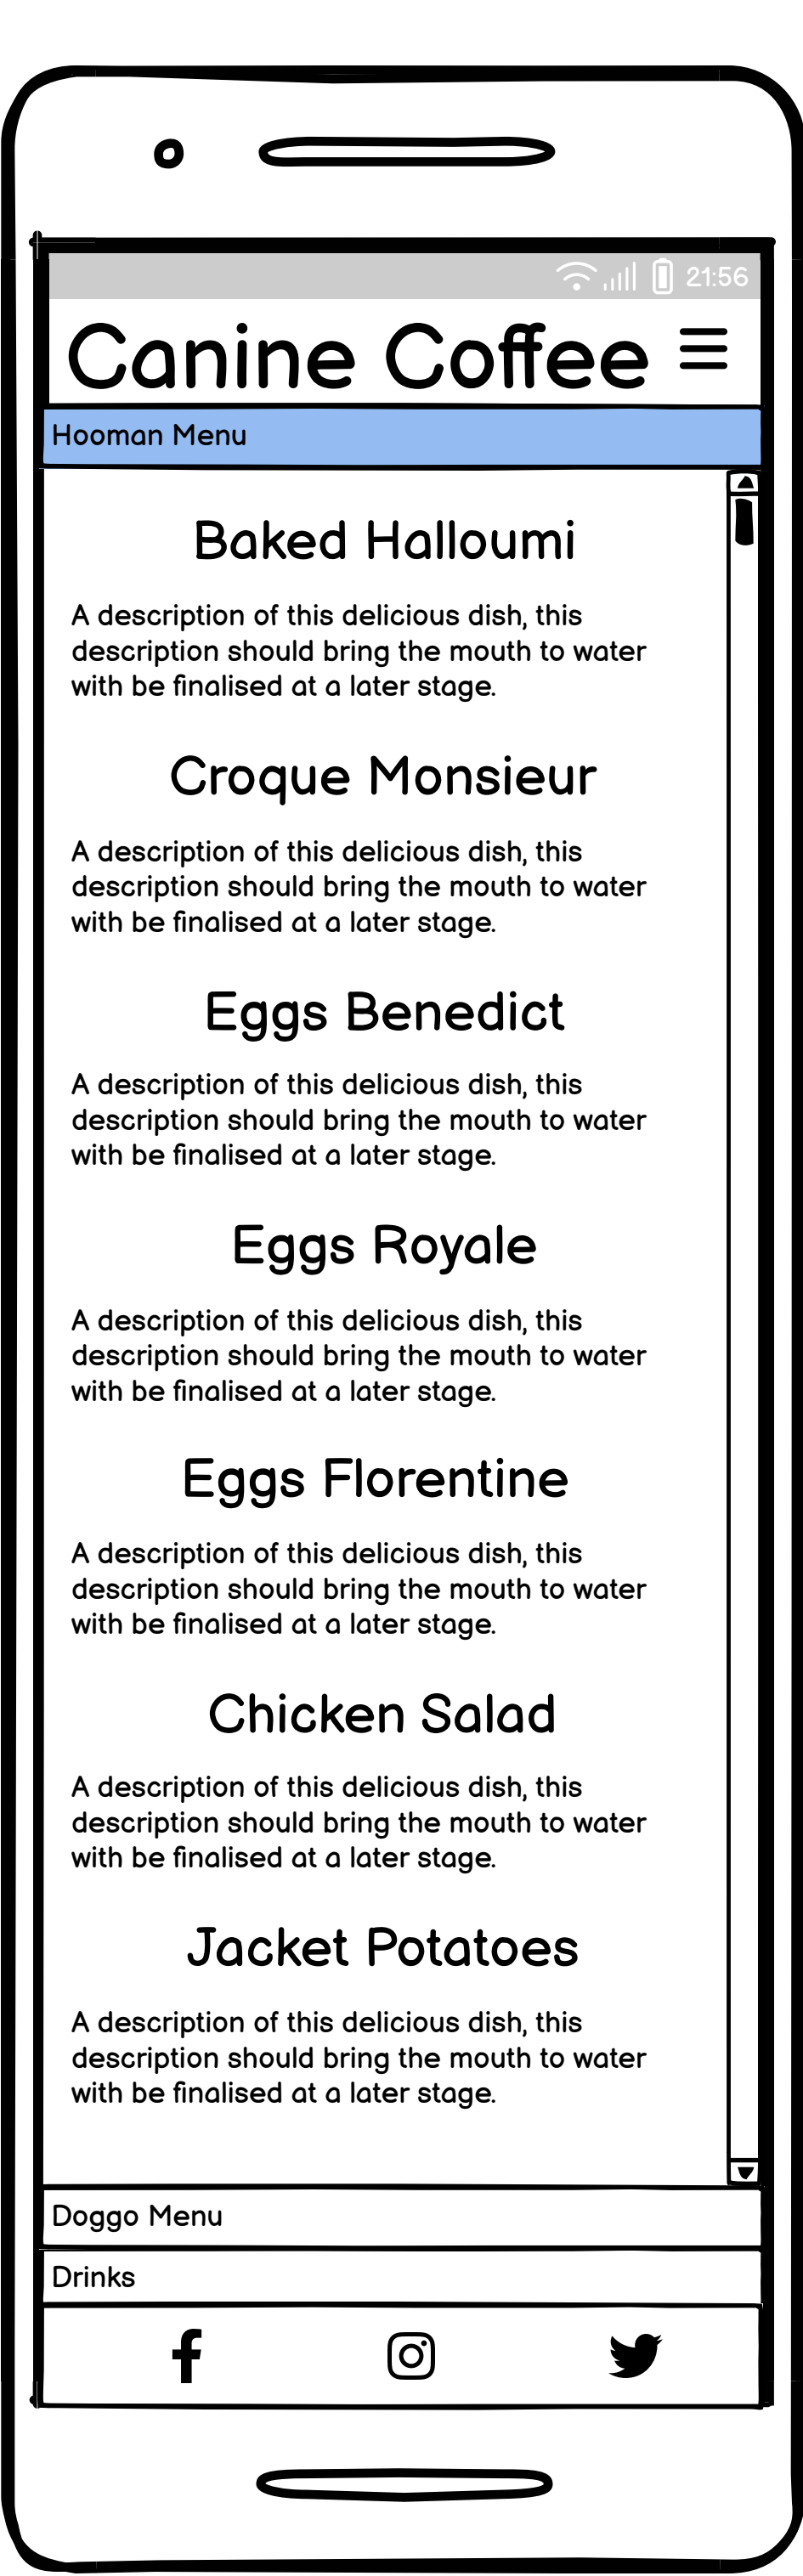 21:56
Canine Coffee
Hooman Menu
Baked Halloumi
A description of this delicious dish, this
description should bring the mouth to water
with be finalised at a later stage.
Croque Monsieur
A description of this delicious dish, this
description should bring the mouth to water
with be finalised at a later stage.
Eggs Benedict
A description of this delicious dish, this
description should bring the mouth to water
with be finalised at a later stage.
Eggs Royale
A description of this delicious dish, this
description should bring the mouth to water
with be finalised at a later stage.
Eggs Florentine
A description of this delicious dish, this
description should bring the mouth to water
with be finalised at a later stage.
Chicken Salad
A description of this delicious dish, this
description should bring the mouth to water
with be finalised at a later stage.
Jacket Potatoes
A description of this delicious dish, this
description should bring the mouth to water
with be finalised at a later stage.
Doggo Menu
Drinks